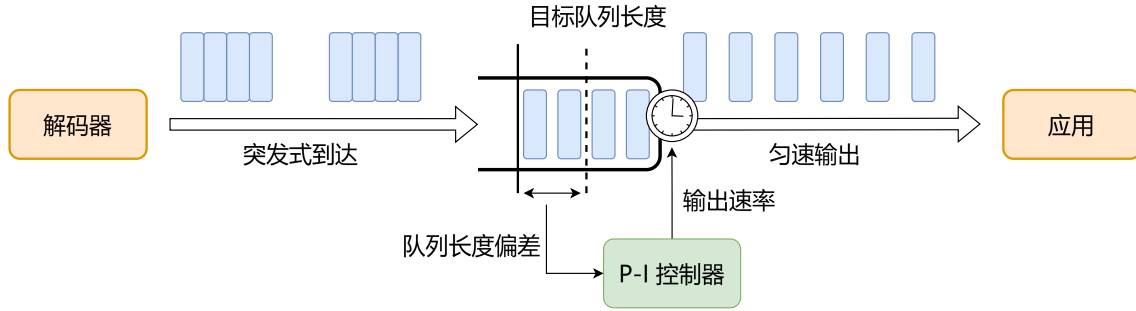 目标队列长度
解码器
突发式到达
匀速输出
应用
队列长度偏差
输出速率
P-I 控制器